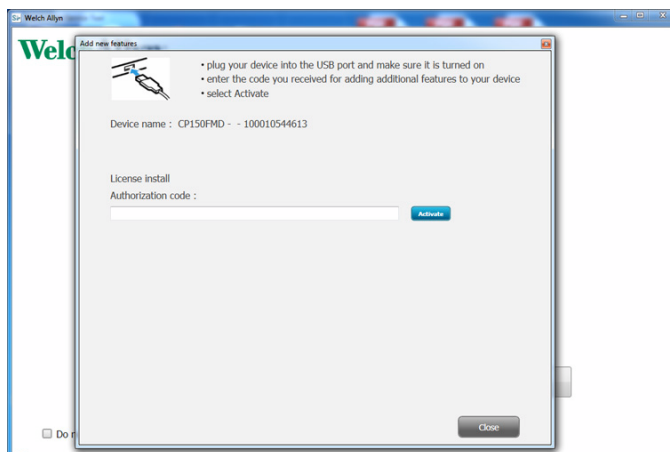 Welch Allyn
Add new features
Welc
• plug your device into the USB port and make sure it is turned on
• enter the code you received for adding additional features to your device
• select Activate
Device name : CP150FMD - - 100010544613
License install
Authorization code :
Activate
Close
Do